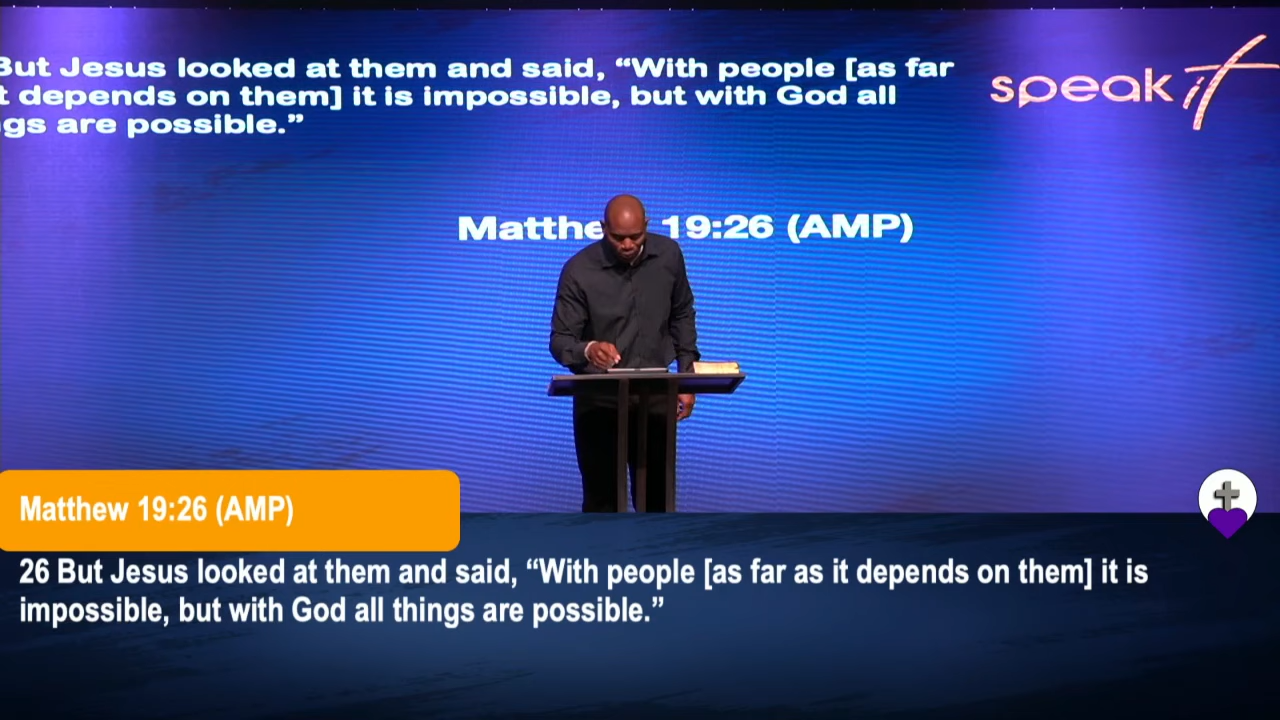 But Jesus looked at them and said, “With people [as far
t depends on them] it is impossible, but with God all
ngs are possible.”
speak it
Matthe 19:26 (AMP)
Matthew 19:26 (AMP)
26 But Jesus looked at them and said, “With people [as far as it depends on them] it is
impossible, but with God all things are possible.”